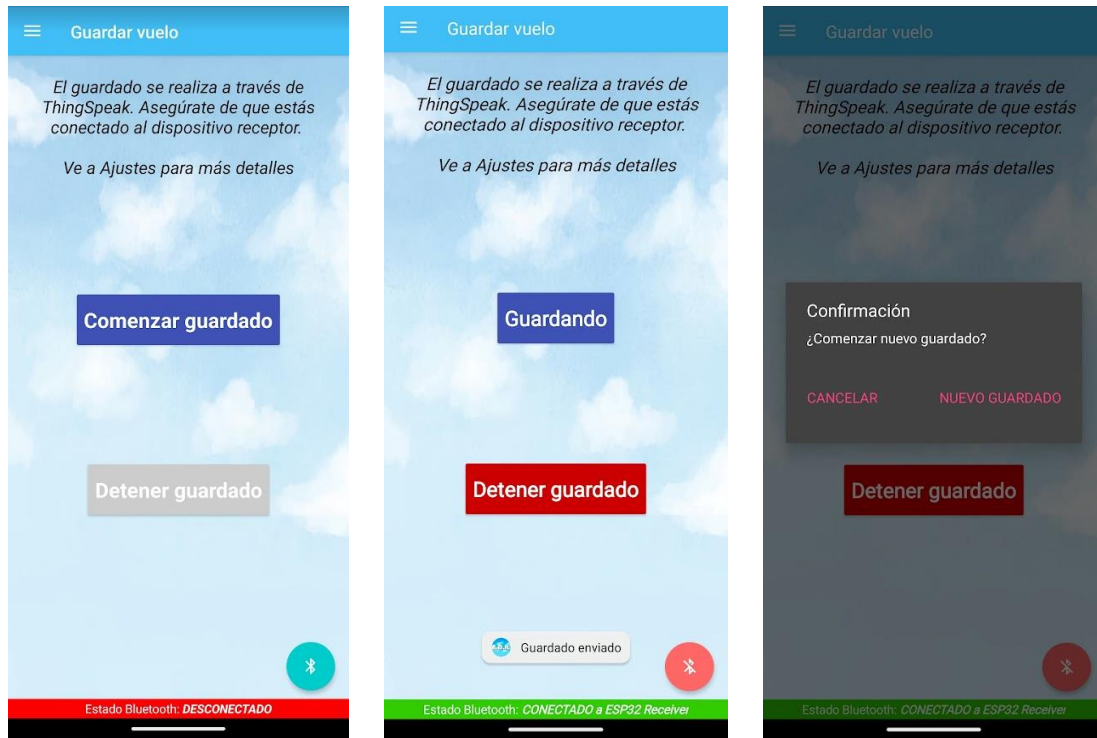 Guardar vuelo
El guardado se realiza a través de
ThingSpeak. Asegúrate de que estás
conectado al dispositivo receptor.
Ve a Ajustes para más detalles
Comenzar guardado
Detener guardado
Estado Bluetooth: DESCONECTADO
Guardar vuelo
El guardado se realiza a través de
ThingSpeak. Asegúrate de que estás
conectado al dispositivo receptor.
Ve a Ajustes para más detalles
Guardando
Detener guardado
Guardado enviado
Estado Bluetooth: CONECTADO a ESP32 Receiver
Guardar vuelo
El guardado se realiza a través de
ThingSpeak. Asegúrate de que estás
conectado al dispositivo receptor.
Ve a Ajustes para más detalles
Confirmación
¿Comenzar nuevo guardado?
CANCELAR NUEVO GUARDADO
Detener guardado
Estado Bluetooth: CONECTADO a ESP32 Receiver